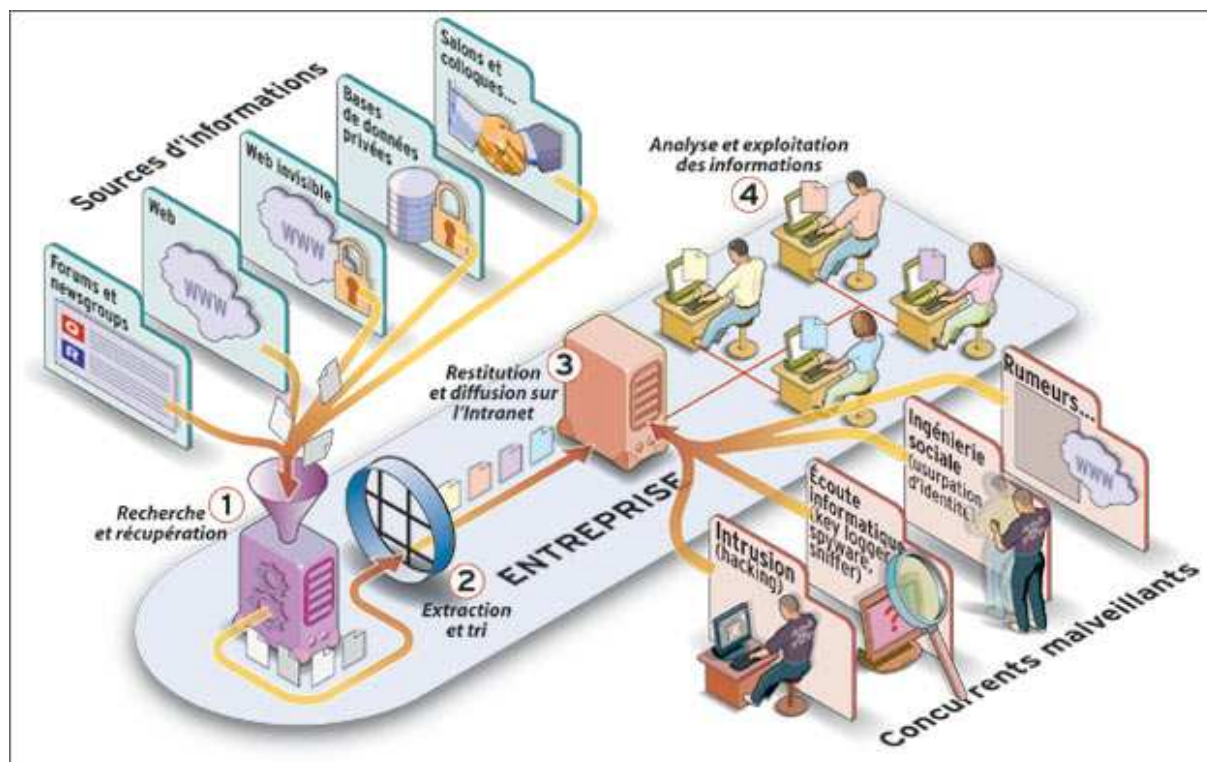 Sources d'informations
Forums et
newsgroups
Web
WWW
Web invisible
WWW
Bases
de données
privées
Salons et
colloques...
1
Recherche
et récupération
2
Extraction
et tri
ENTREPRISE
3
Restitution
et diffusion sur
l'Intranet
Analyse et exploitation
des informations
4
Rumeurs...
WWW
Ingénierie
sociale
(usurpation
d'identité)
Écoute
informatique
(key logger,
spyware,
sniffer)
???
Intrusion
(hacking)
Concurrents malveillants